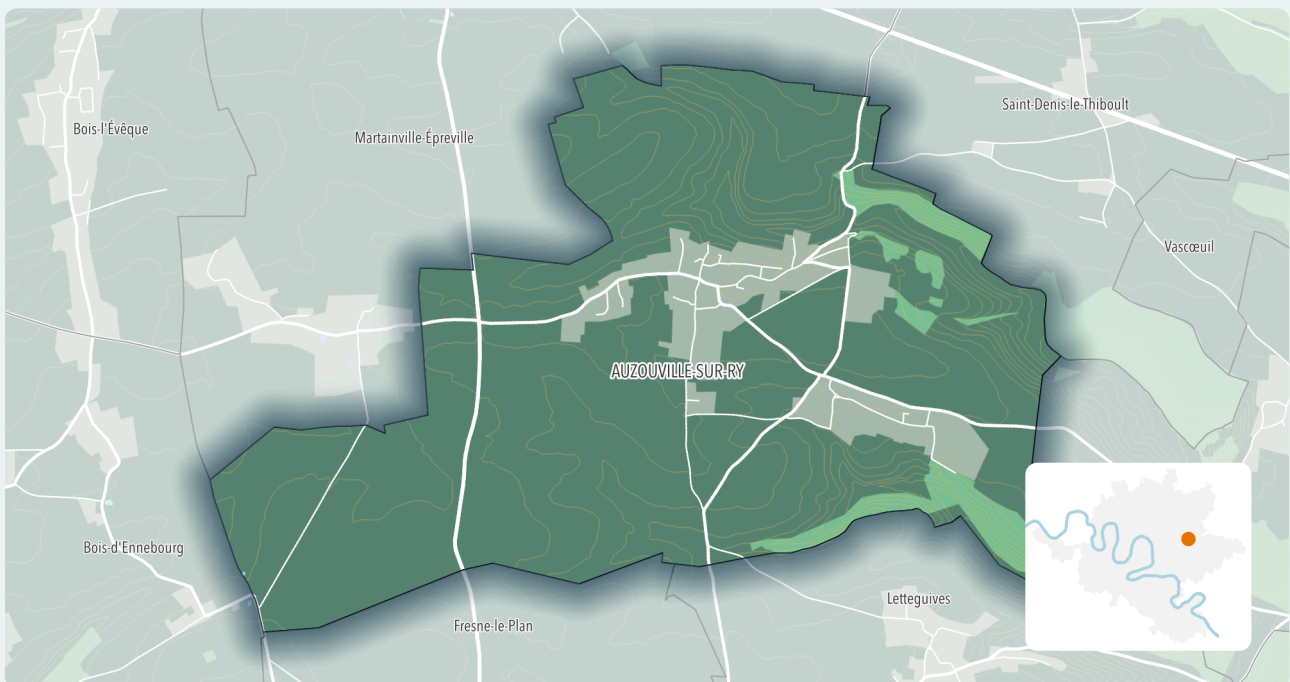 Saint-Denis-le-Thiboult
Bois-l'Évêque
Martainville-Épreville
Vascœuil
AUZOUVILLE-SUR-RY
Bois-d'Ennebourg
Letteguives
Fresne-le-Plan